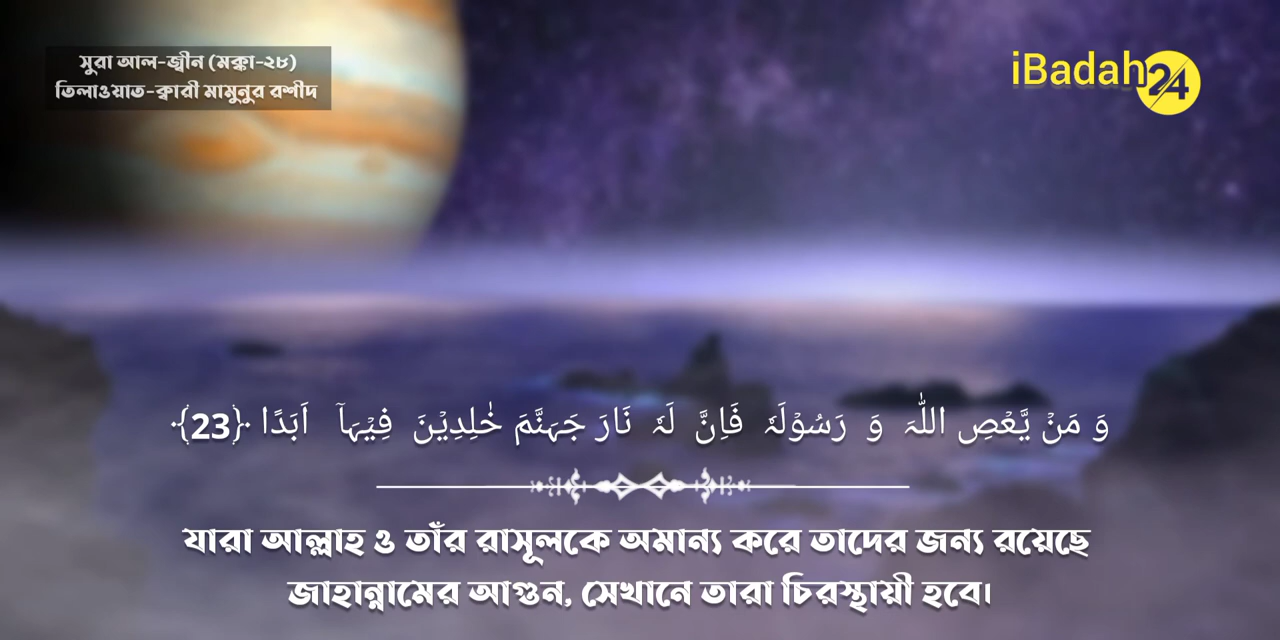 সুরা আল-জ্বীন (মক্কা-২৮)
তিলাওয়াত-ক্বারী মামুনুর রশীদ
iBadah24
وَ مَنۡ یَّعۡصِ اللّٰہَ وَ رَسُوۡلَہٗ فَاِنَّ لَہٗ نَارَ جَہَنَّمَ خٰلِدِیۡنَ فِیۡہَاۤ اَبَدًا ﴿23﴾
যারা আল্লাহ ও তাঁর রাসূলকে অমান্য করে তাদের জন্য রয়েছে
জাহান্নামের আগুন, সেখানে তারা চিরস্থায়ী হবে।